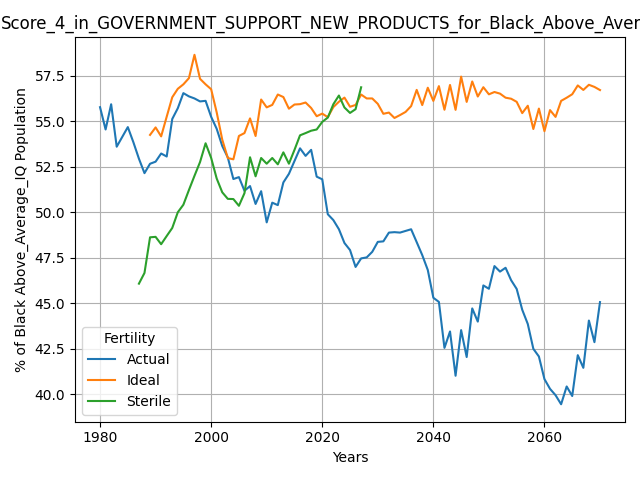 Score_4_in_GOVERNMENT_SUPPORT_NEW_PRODUCTS_for_Black_Above_Aver
% of Black Above_Average_IQ Population
57.5
55.0
52.5
50.0
47.5
45.0
42.5
40.0
Fertility
Actual
Ideal
Sterile
1980 2000 2020 2040 2060
Years